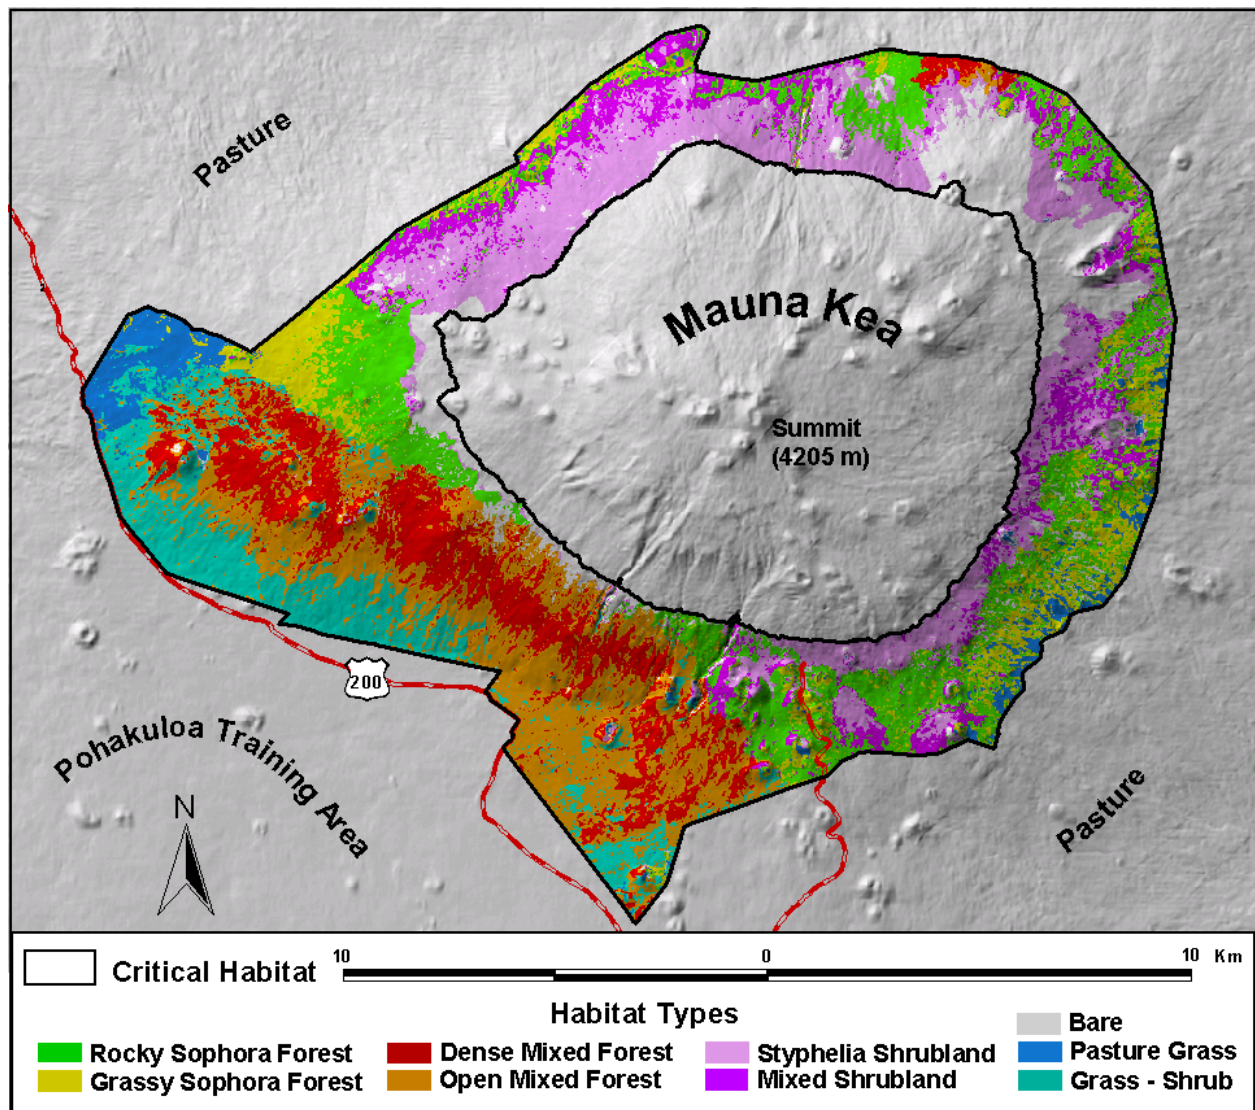 Pasture
Mauna Kea
Summit
(4205 m)
200
Pohakuloa Training Area
Pasture
N
Critical Habitat
10 0 10 Km
Habitat Types
Rocky Sophora Forest
Grassy Sophora Forest
Dense Mixed Forest
Open Mixed Forest
Styphelia Shrubland
Mixed Shrubland
Bare
Pasture Grass
Grass - Shrub